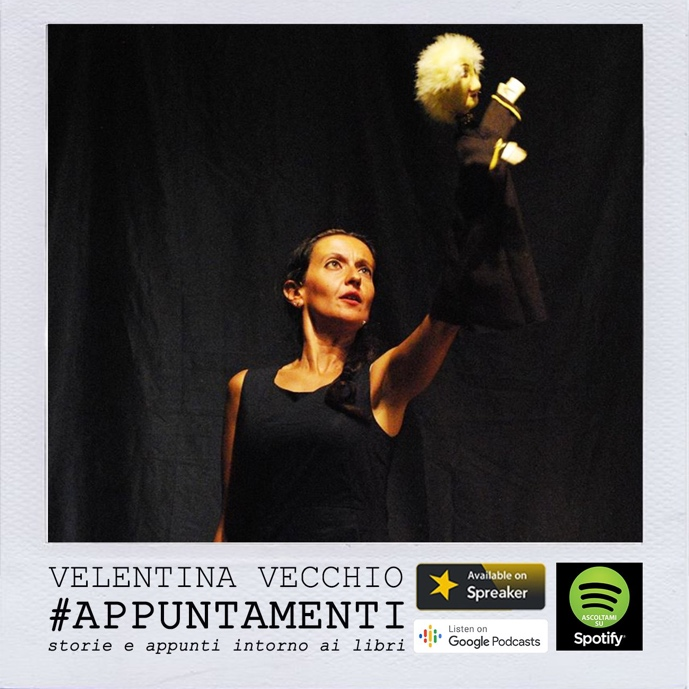 VELENTINA VECCHIO
#APPUNTAMENTI
storie e appunti intorno ai libri
Available on
Spreaker
Listen on
Google Podcasts
ASCOLTAMI
SU
Spotify